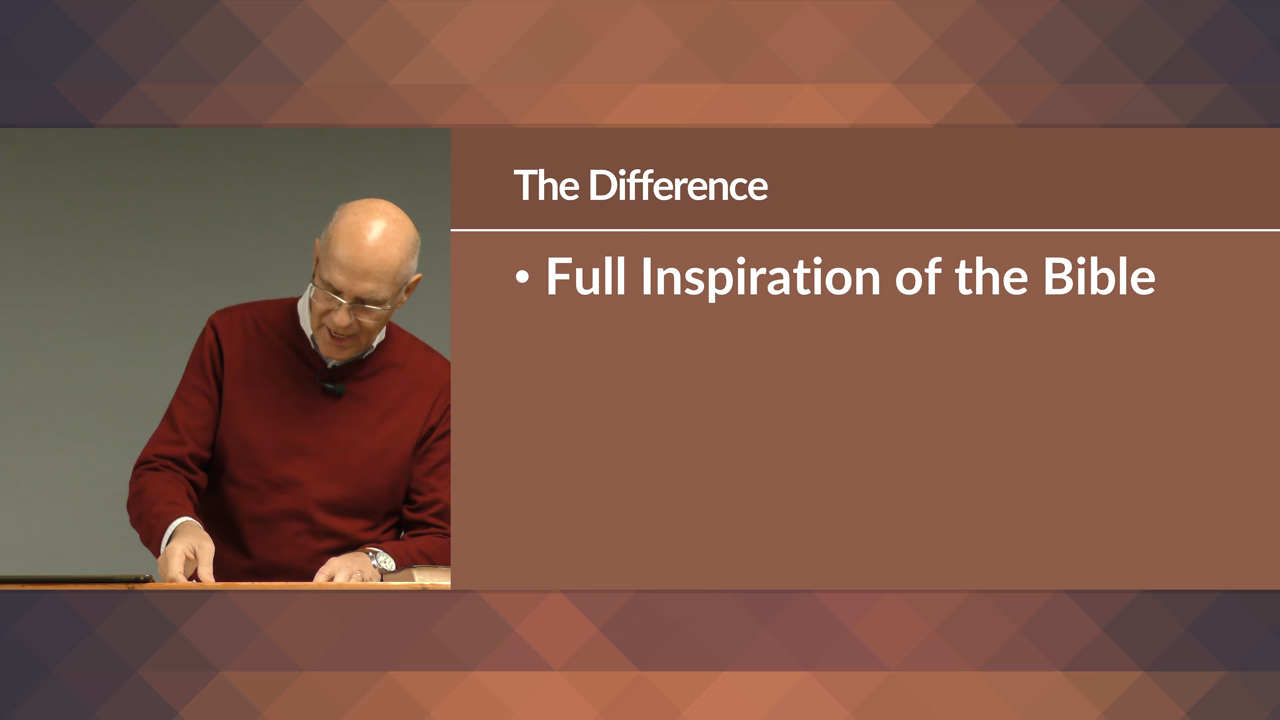 The Difference
• Full Inspiration of the Bible